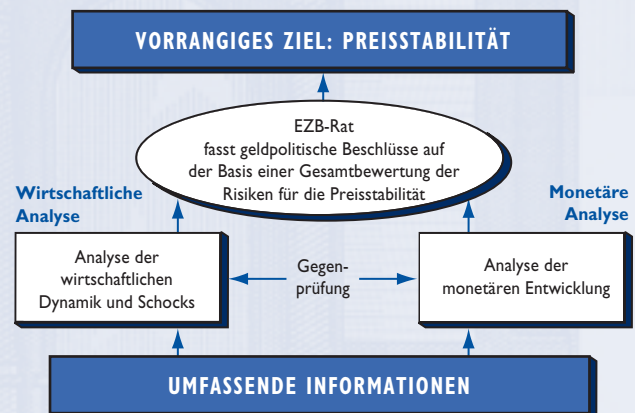 VORRANGIGES ZIEL: PREISSTABILITÄT
EZB-Rat
fasst geldpolitische Beschlüsse auf
der Basis einer Gesamtbewertung der
Risiken für die Preisstabilität
Wirtschaftliche
Analyse
Monetäre
Analyse
Analyse der
wirtschaftlichen
Dynamik und Schocks
Gegen-
prüfung
Analyse der
monetären Entwicklung
UMFASSENDE INFORMATIONEN